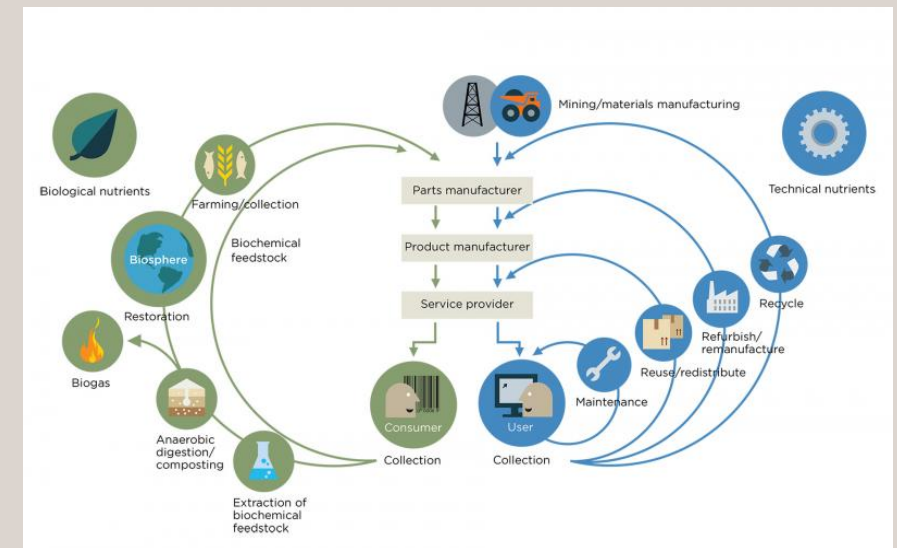 Mining/materials manufacturing
Biological nutrients
Technical nutrients
Farming/collection
Parts manufacturer
Biochemical
feedstock
Product manufacturer
Biosphere
Restoration
Service provider
Recycle
Refurbish/
remanufacture
Reuse/redistribute
Biogas
Maintenance
Consumer
User
Anaerobic
digestion/
composting
Collection
Collection
Extraction of
biochemical
feedstock